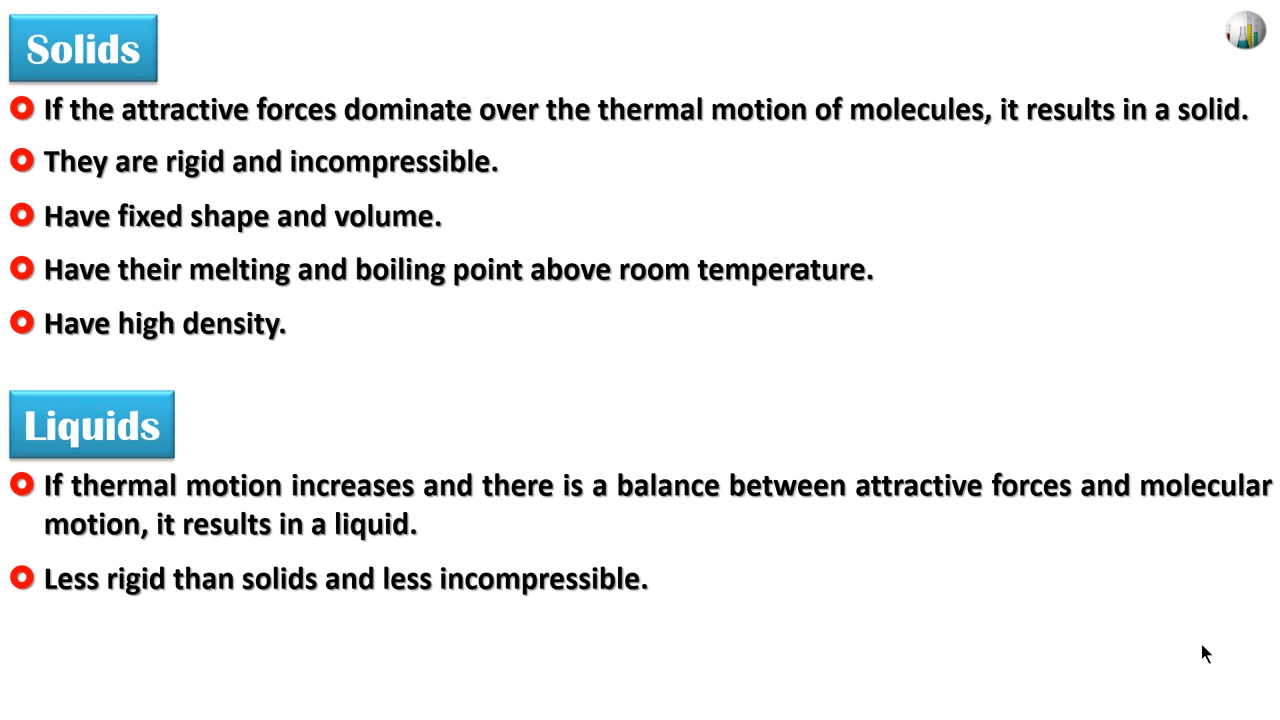 Solids
If the attractive forces dominate over the thermal motion of molecules, it results in a solid.
They are rigid and incompressible.
Have fixed shape and volume.
Have their melting and boiling point above room temperature.
Have high density.
Liquids
If thermal motion increases and there is a balance between attractive forces and molecular
motion, it results in a liquid.
Less rigid than solids and less incompressible.